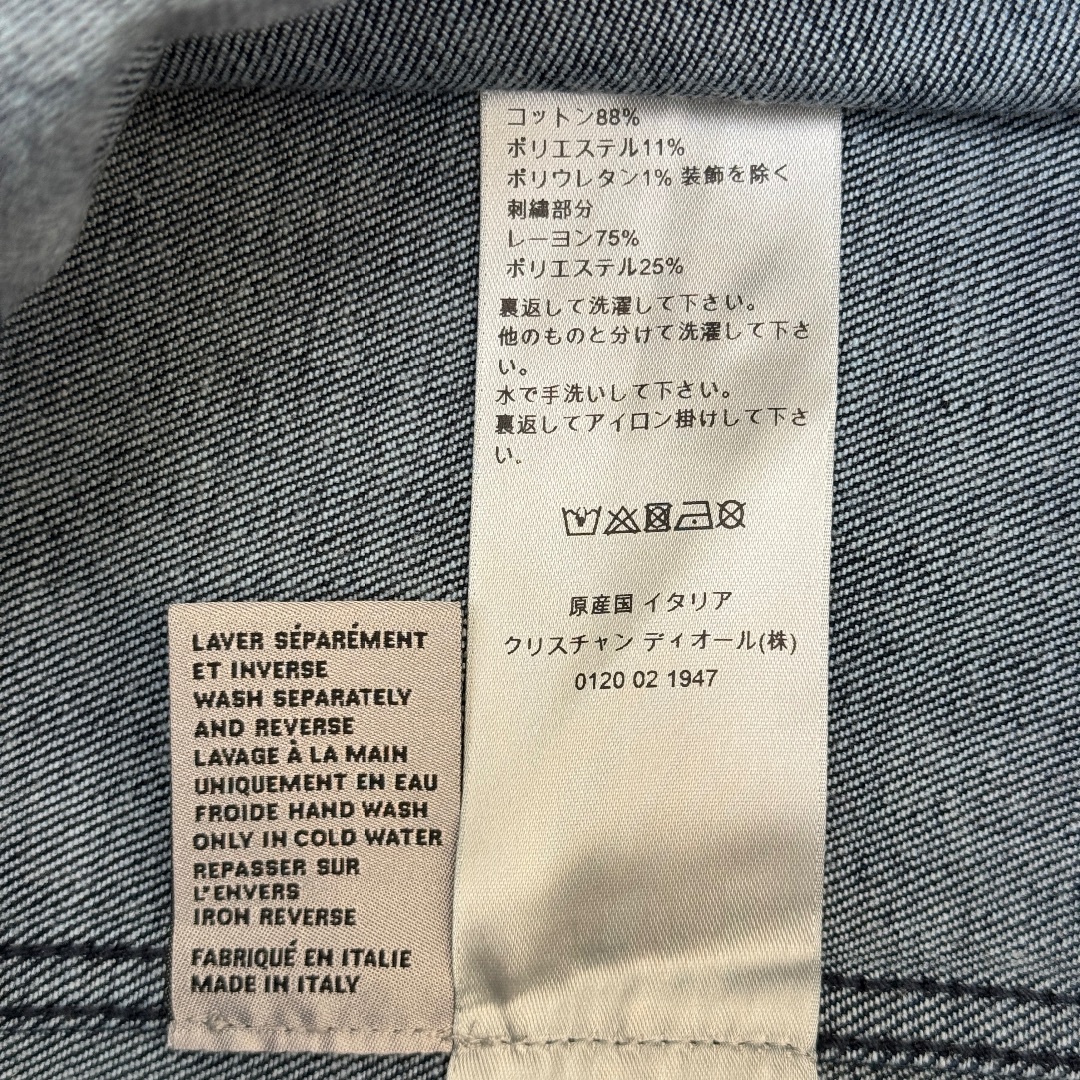 コットン88%
ポリエステル11%
ポリウレタン1% 装飾を除く
刺繍部分
レーヨン75%
ポリエステル25%
裏返して洗濯して下さい。
他のものと分けて洗濯して下さ
い。
水で手洗いして下さい。
裏返してアイロン掛けして下さ
い.
原産国 イタリア
クリスチャン ディオール(株)
0120 02 1947
LAVER SÉPARÉMENT
ET INVERSE
WASH SEPARATELY
AND REVERSE
LAVAGE À LA MAIN
UNIQUEMENT EN EAU
FROIDE HAND WASH
ONLY IN COLD WATER
REPASSER SUR
L'ENVERS
IRON REVERSE
FABRIQUÉ EN ITALIE
MADE IN ITALY